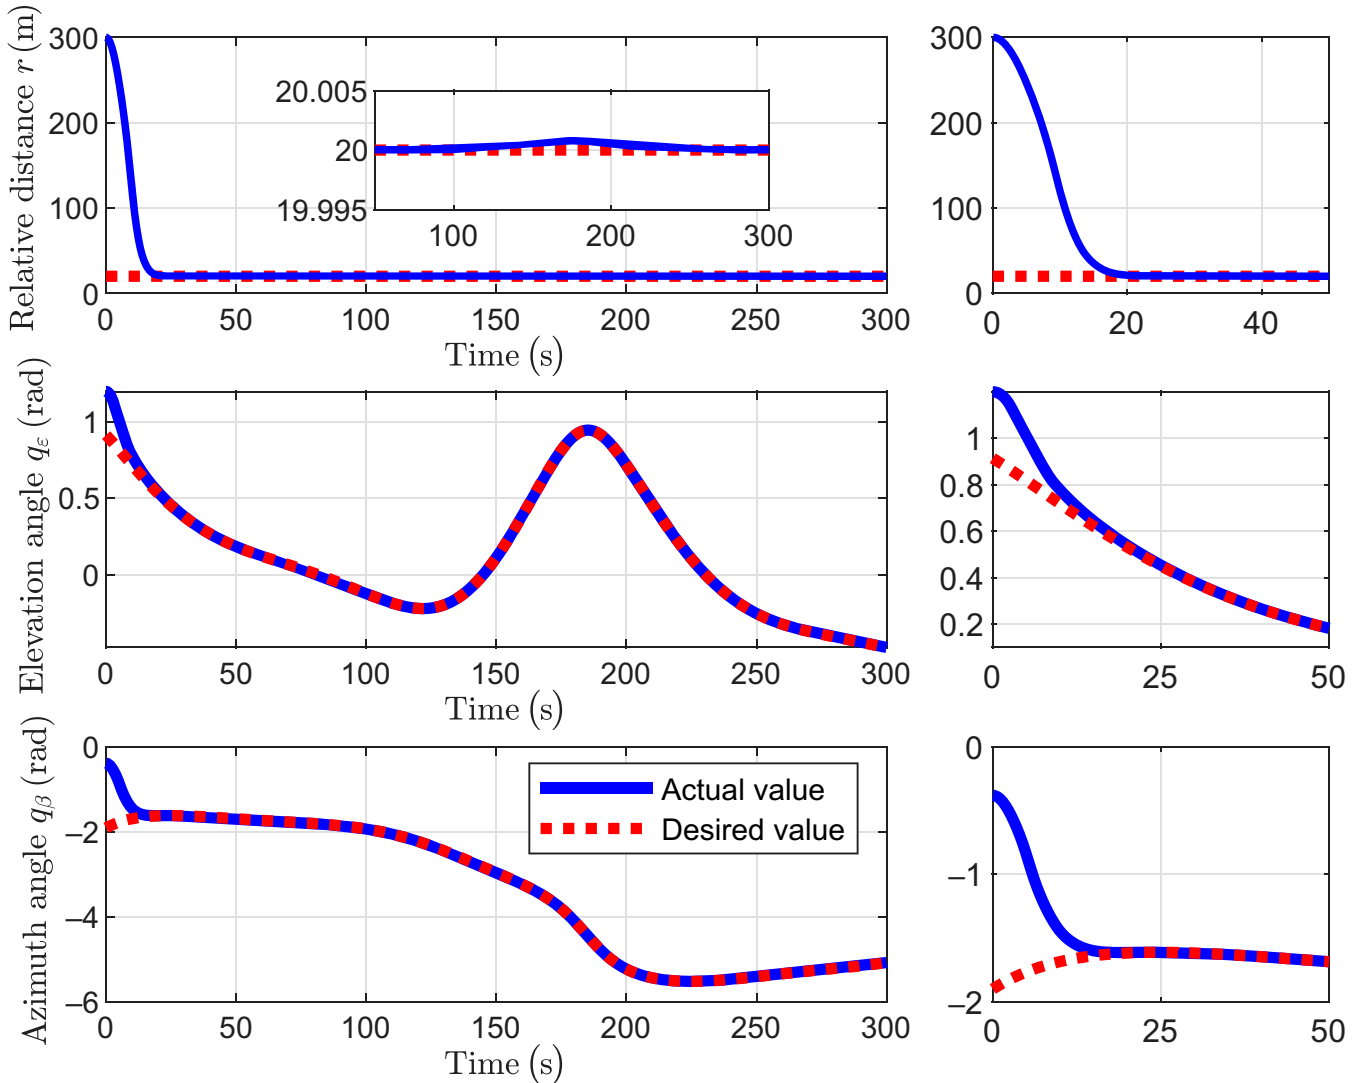 Relative distance r (m)
300
200
100
0
20.005
20
19.995
100 200 300
0 50 100 150 200 250 300
Time (s)
300
200
100
0
0 20 40
Elevation angle qε (rad)
1
0.5
0
0 50 100 150 200 250 300
Time (s)
1
0.8
0.6
0.4
0.2
0 25 50
Azimuth angle qβ (rad)
0
−2
−4
−6
Actual value
Desired value
0 50 100 150 200 250 300
Time (s)
0
−1
−2
0 25 50